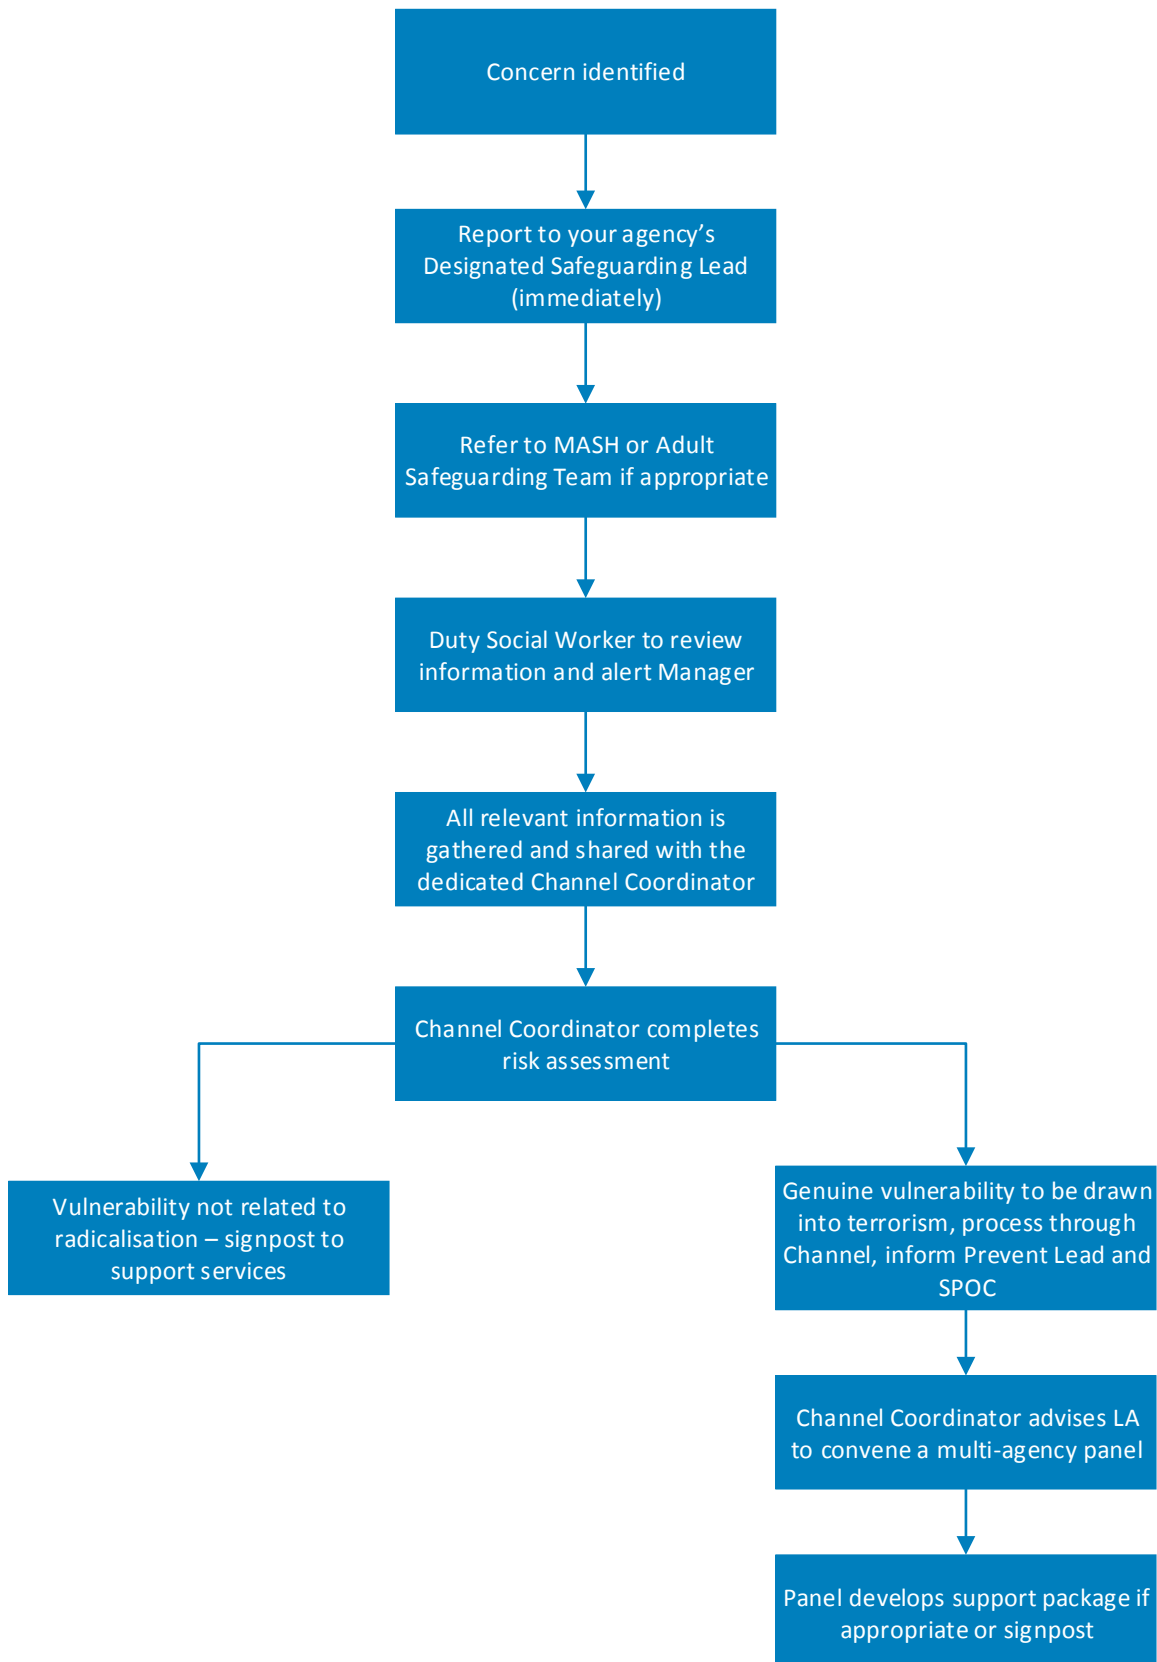 Concern identified
Report to your agency’s
Designated Safeguarding Lead
(immediately)
Refer to MASH or Adult
Safeguarding Team if appropriate
Duty Social Worker to review
information and alert Manager
All relevant information is
gathered and shared with the
dedicated Channel Coordinator
Channel Coordinator completes
risk assessment
Vulnerability not related to
radicalisation – signpost to
support services
Genuine vulnerability to be drawn
into terrorism, process through
Channel, inform Prevent Lead and
SPOC
Channel Coordinator advises LA
to convene a multi-agency panel
Panel develops support package if
appropriate or signpost